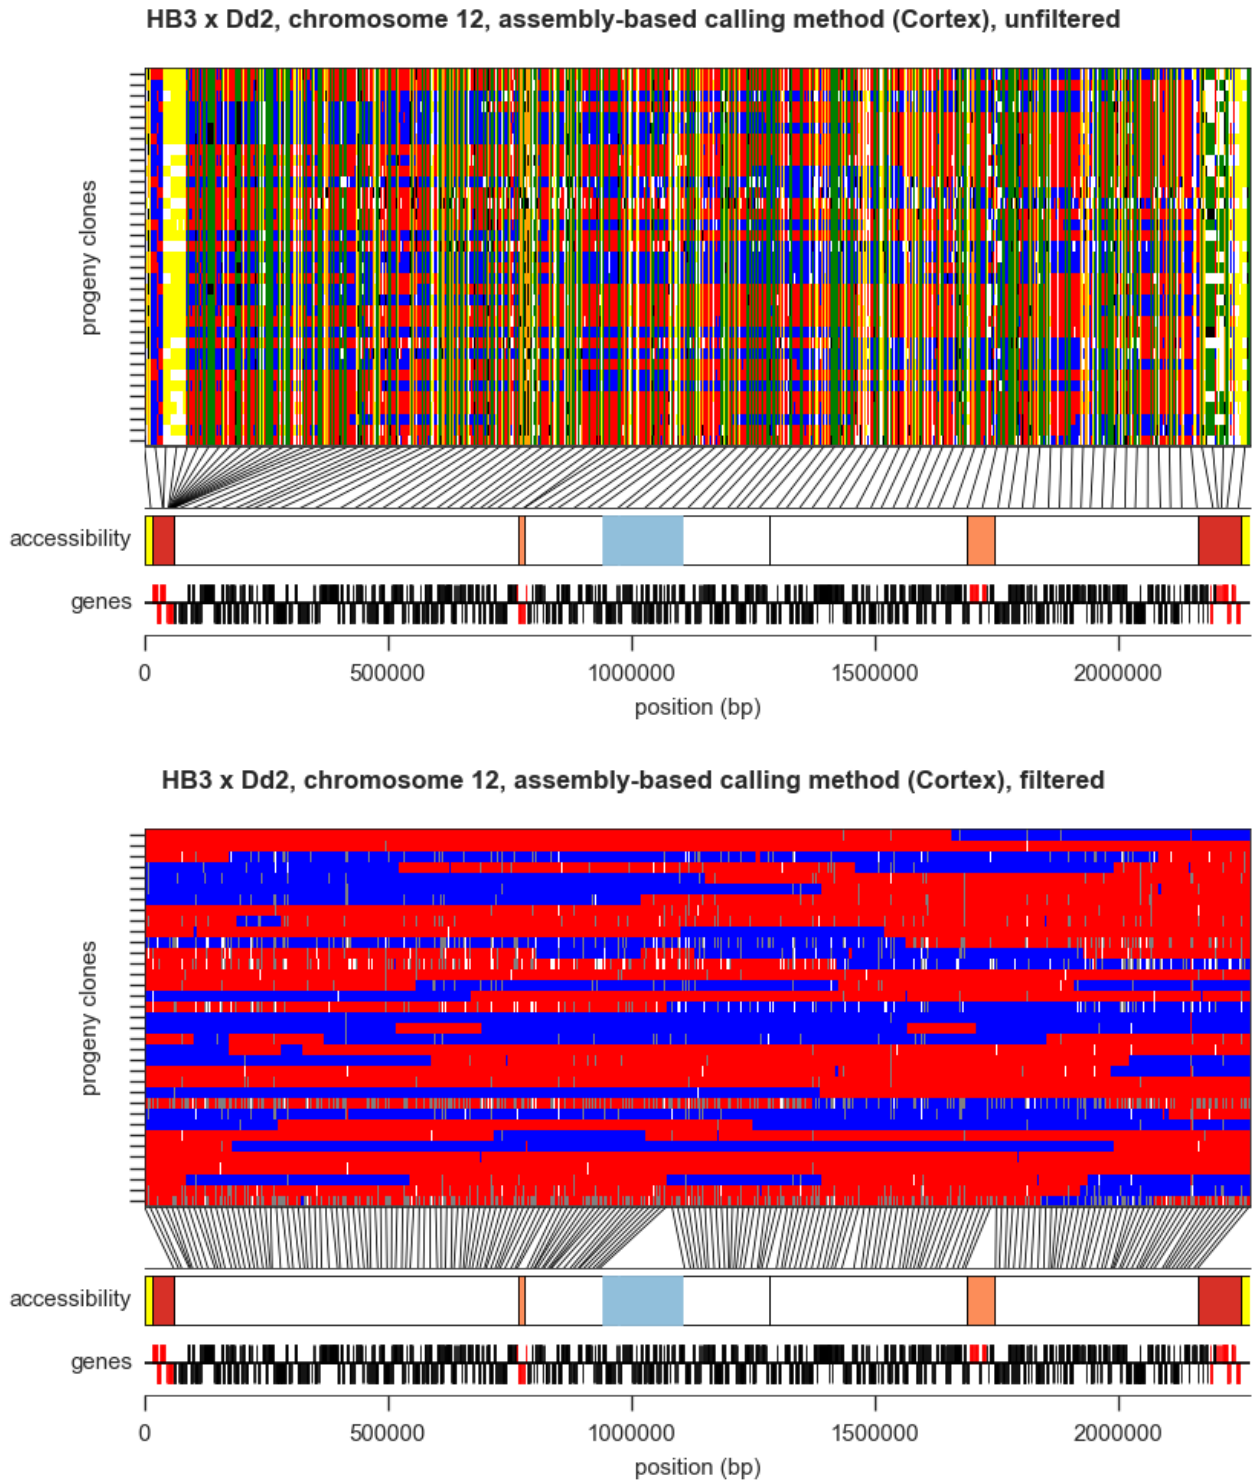 HB3 x Dd2, chromosome 12, assembly-based calling method (Cortex), unfiltered
progeny clones
accessibility
genes
0 500000 1000000 1500000 2000000
position (bp)
HB3 x Dd2, chromosome 12, assembly-based calling method (Cortex), filtered
progeny clones
accessibility
genes
0 500000 1000000 1500000 2000000
position (bp)